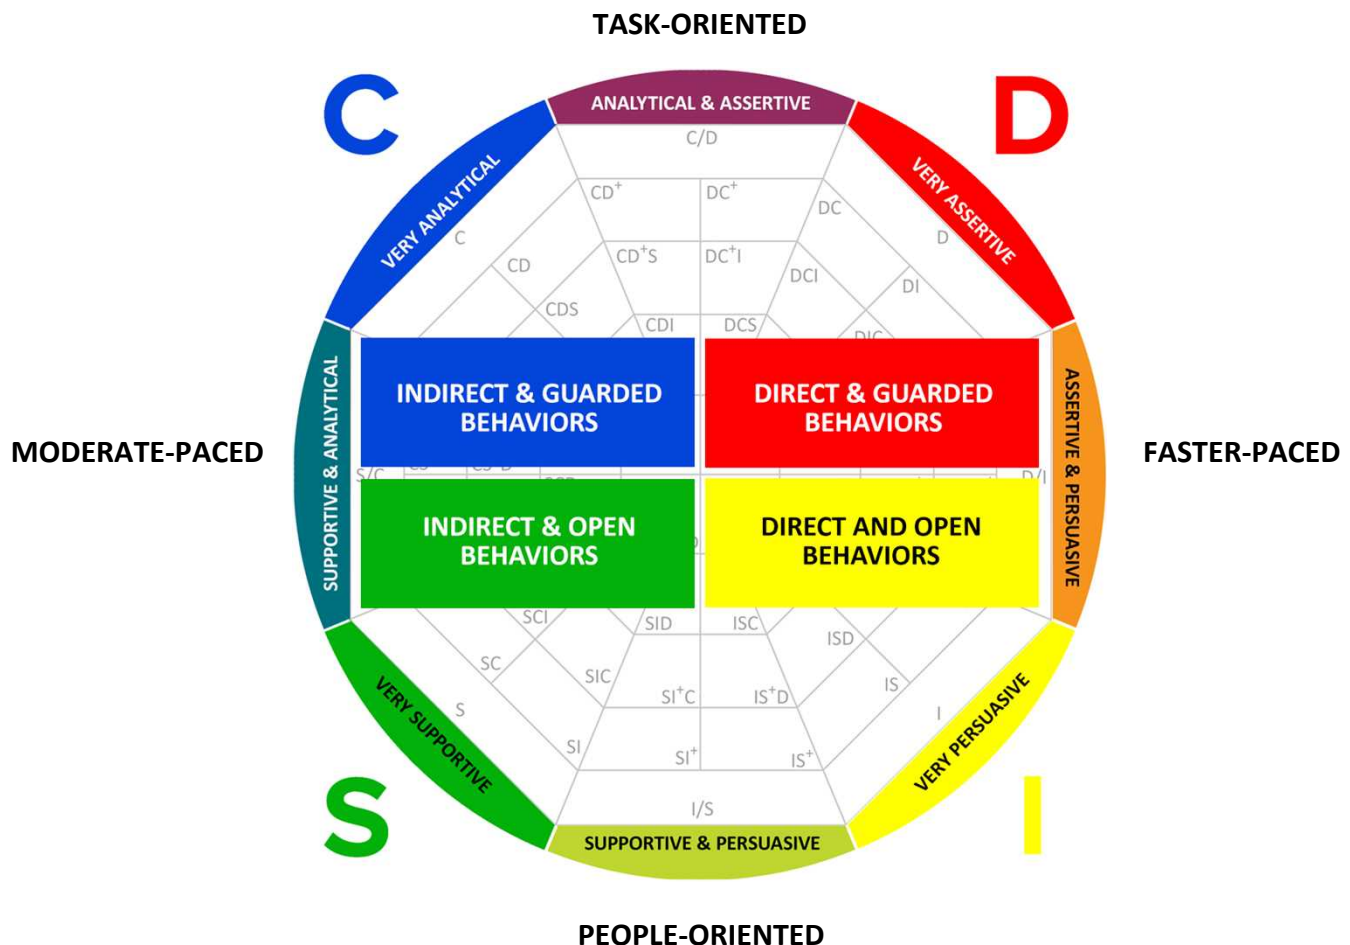 TASK-ORIENTED
C
D
ANALYTICAL & ASSERTIVE
C/D
VERY ANALYTICAL
VERY ASSERTIVE
CD+
DC+
DC
C
D
CD
CD+S
DC+I
DCI
DI
CDS
CDI
DCS
DIC
INDIRECT & GUARDED
BEHAVIORS
DIRECT & GUARDED
BEHAVIORS
SUPPORTIVE & ANALYTICAL
ASSERTIVE & PERSUASIVE
MODERATE-PACED
FASTER-PACED
S/C
D/I
INDIRECT & OPEN
BEHAVIORS
DIRECT AND OPEN
BEHAVIORS
SCI
SID
ISC
ISD
SC
SIC
IS
SI+C
IS+D
S
I
VERY SUPPORTIVE
VERY PERSUASIVE
SI
SI+
IS+
I/S
S
I
SUPPORTIVE & PERSUASIVE
PEOPLE-ORIENTED